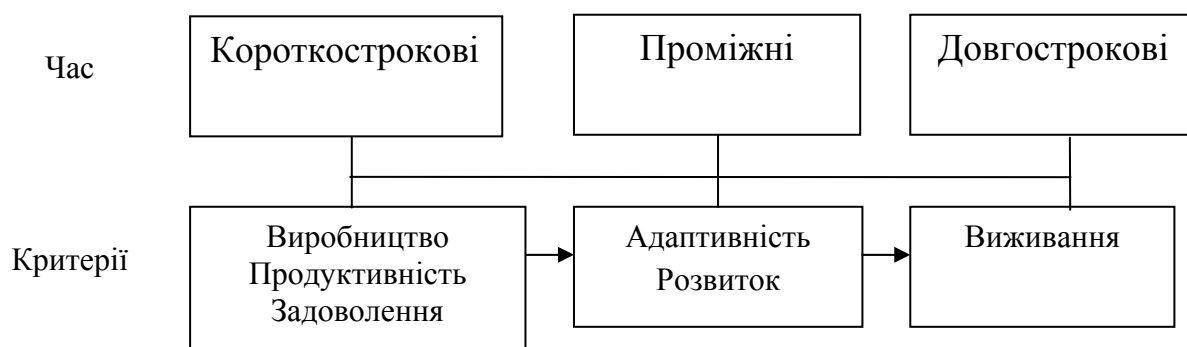 Час
Короткострокові
Проміжні
Довгострокові
Критерії
Виробництво
Продуктивність
Задоволення
Адаптивність
Розвиток
Виживання